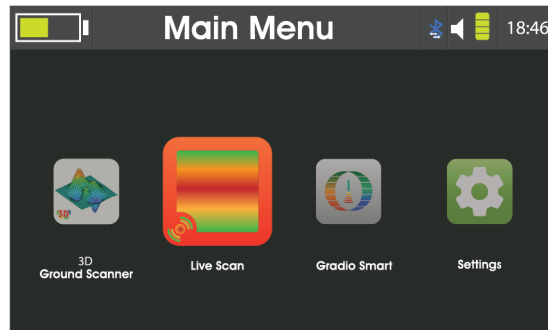 Main Menu
18:46
3D
3D
Ground Scanner
Live Scan
Gradio Smart
Settings